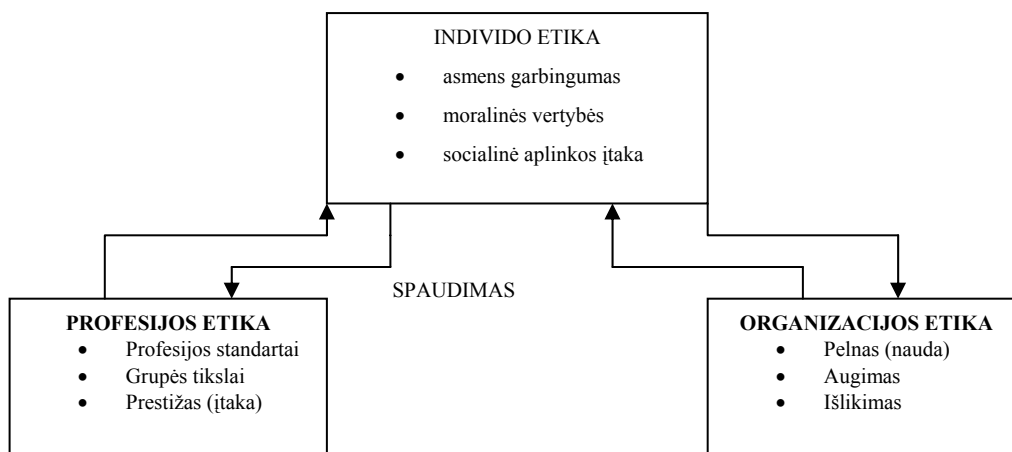 INDIVIDO ETIKA
• asmens garbingumas
• moralinės vertybės
• socialinė aplinkos įtaka
SPAUDIMAS
PROFESIJOS ETIKA
• Profesijos standartai
• Grupės tikslai
• Prestižas (įtaka)
ORGANIZACIJOS ETIKA
• Pelnas (nauda)
• Augimas
• Išlikimas